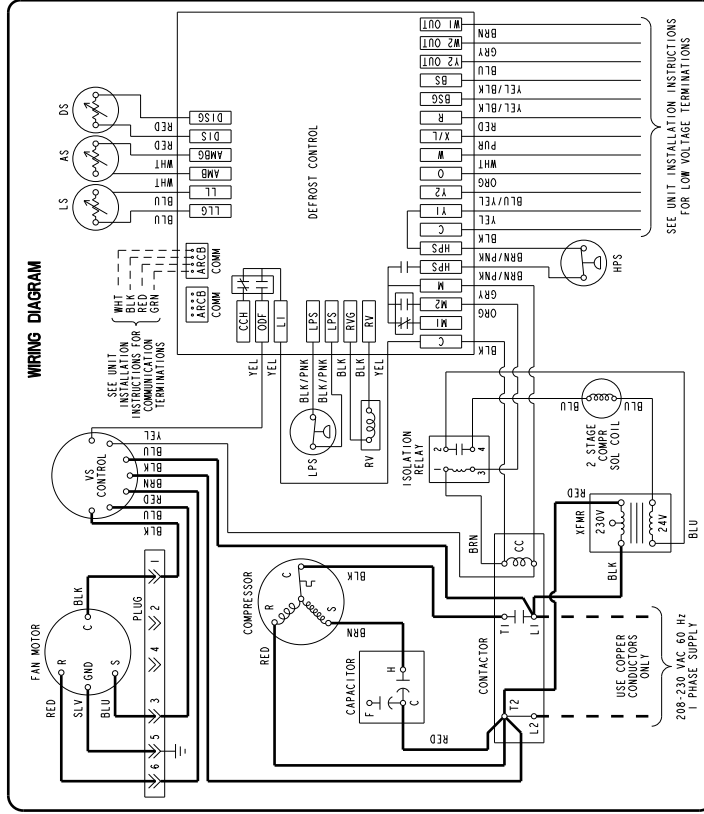 WIRING DIAGRAM
DS
AS
LS
DISG
DIS
AMBG
AMB
LL
LLG
RED
RED
WHT
WHT
BLU
BLU
DEFROST CONTROL
W1 OUT
W2 OUT
Y2 OUT
BS
BSG
R
X/L
W
O
Y2
Y1
C
HPS
HPS
M
M2
M1
C
BRN
GRY
BLU
YEL/BLK
YEL/BLK
RED
PUR
WHT
ORG
BLU/YEL
YEL
BLK
BRN/PNK
BRN/PNK
GRY
ORG
BLK
SEE UNIT INSTALLATION INSTRUCTIONS
FOR LOW VOLTAGE TERMINATIONS
HPS
ARCB
COMM
ARCB
COMM
WHT
BLK
RED
GRN
SEE UNIT
INSTALLATION
INSTRUCTIONS FOR
COMMUNICATION
TERMINATIONS
CCH
ODF
L1
LPS
LPS
RVG
RV
YEL
YEL
BLK/PNK
BLK/PNK
BLK
BLK
YEL
LPS
RV
VS
CONTROL
YEL
BLU
BLK
BRN
RED
BLU
BLK
ISOLATION
RELAY
2
4
1
3
BLU
BLU
2 STAGE
COMPR
SOL COIL
FAN MOTOR
R
GND
S
C
RED
SLV
BLU
BLK
PLUG
6
5
3
4
2
1
COMPRESSOR
R
C
S
RED
BLK
BRN
CAPACITOR
F
H
C
RED
CONTACTOR
BRN
CC
T1
L1
T2
L2
XFMR
230V
24V
RED
BLK
BLU
USE COPPER
CONDUCTORS
ONLY
208-230 VAC 60 Hz
1 PHASE SUPPLY